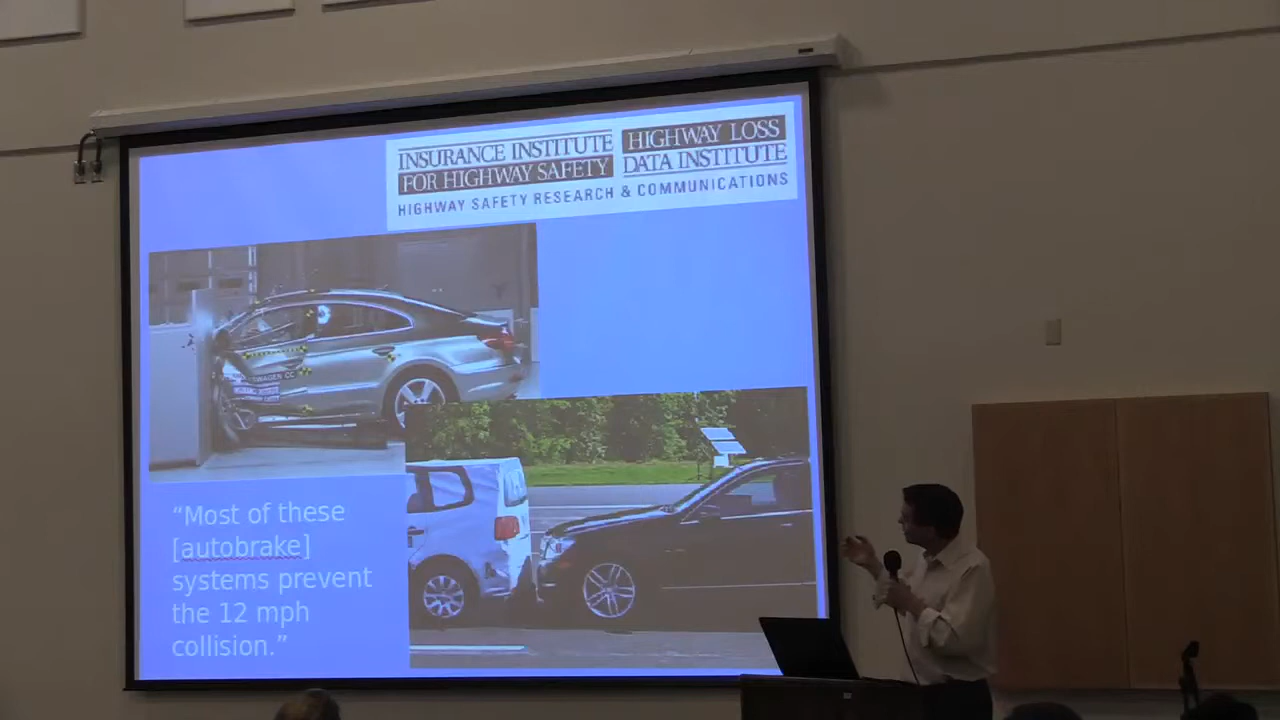 INSURANCE INSTITUTE
FOR HIGHWAY SAFETY
HIGHWAY LOSS
DATA INSTITUTE
HIGHWAY SAFETY RESEARCH & COMMUNICATIONS
“Most of these
[autobrake]
systems prevent
the 12 mph
collision.”